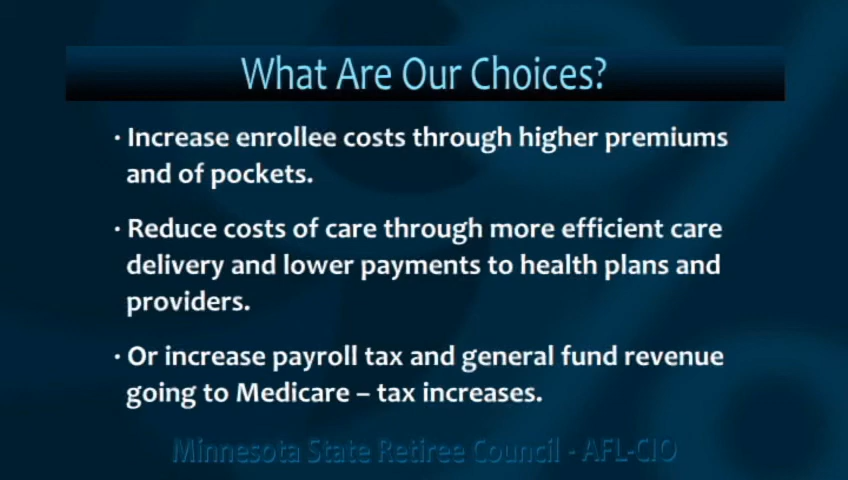 What Are Our Choices?
· Increase enrollee costs through higher premiums
and of pockets.
· Reduce costs of care through more efficient care
delivery and lower payments to health plans and
providers.
· Or increase payroll tax and general fund revenue
going to Medicare – tax increases.
Minnesota State Retiree Council - AFL-CIO